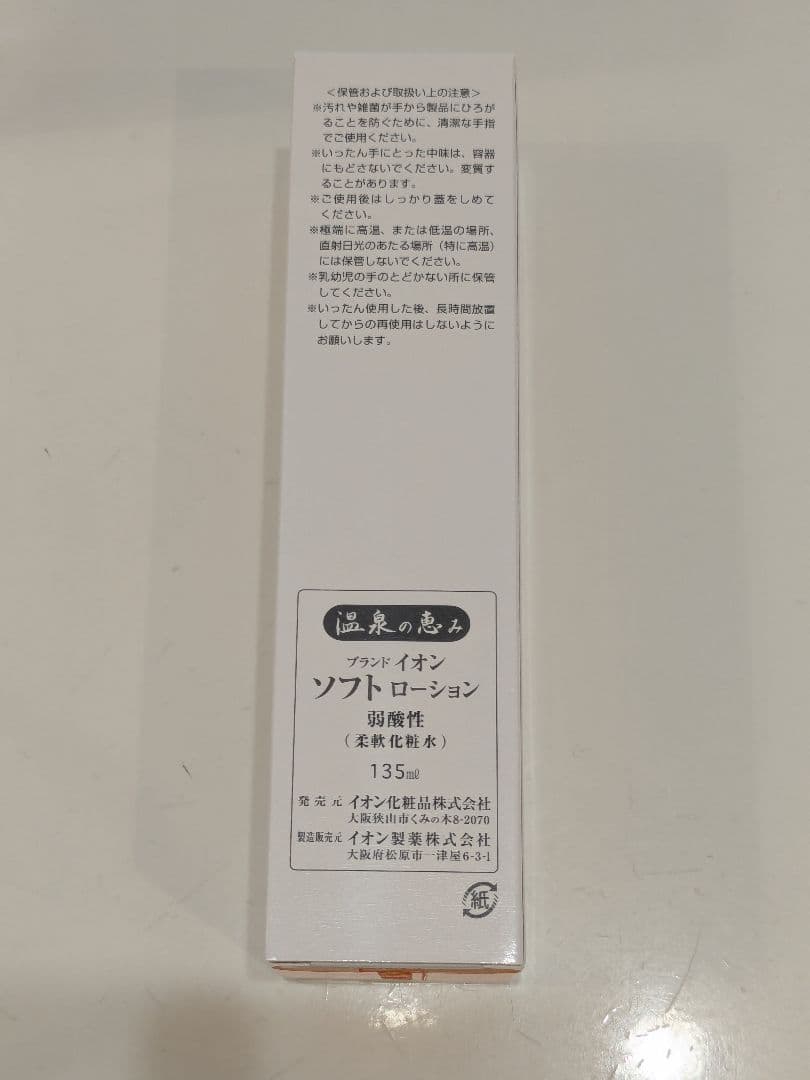 ＜保管および取扱い上の注意＞
※汚れや雑菌が手から製品にひろが
ることを防ぐために、清潔な手指
でご使用ください。
※いったん手にとった中味は、容器
にもどさないでください。変質す
ることがあります。
※ご使用後はしっかり蓋をしめて
ください。
※極端に高温、または低温の場所、
直射日光のあたる場所（特に高温）
には保管しないでください。
※乳幼児の手のとどかない所に保管
してください。
※いったん使用した後、長時間放置
してからの再使用はしないように
お願いします。
温泉の恵み
ブランド イオン
ソフト ローション
弱酸性
(柔軟化粧水)
135㎖
発売元 イオン化粧品株式会社
大阪狭山市くみの木8-2070
製造販売元 イオン製薬株式会社
大阪府松原市一津屋6-3-1
紙